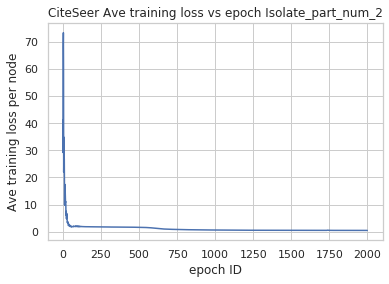 CiteSeer Ave training loss vs epoch Isolate_part_num_2
Ave training loss per node
70
60
50
40
30
20
10
0
0 250 500 750 1000 1250 1500 1750 2000
epoch ID